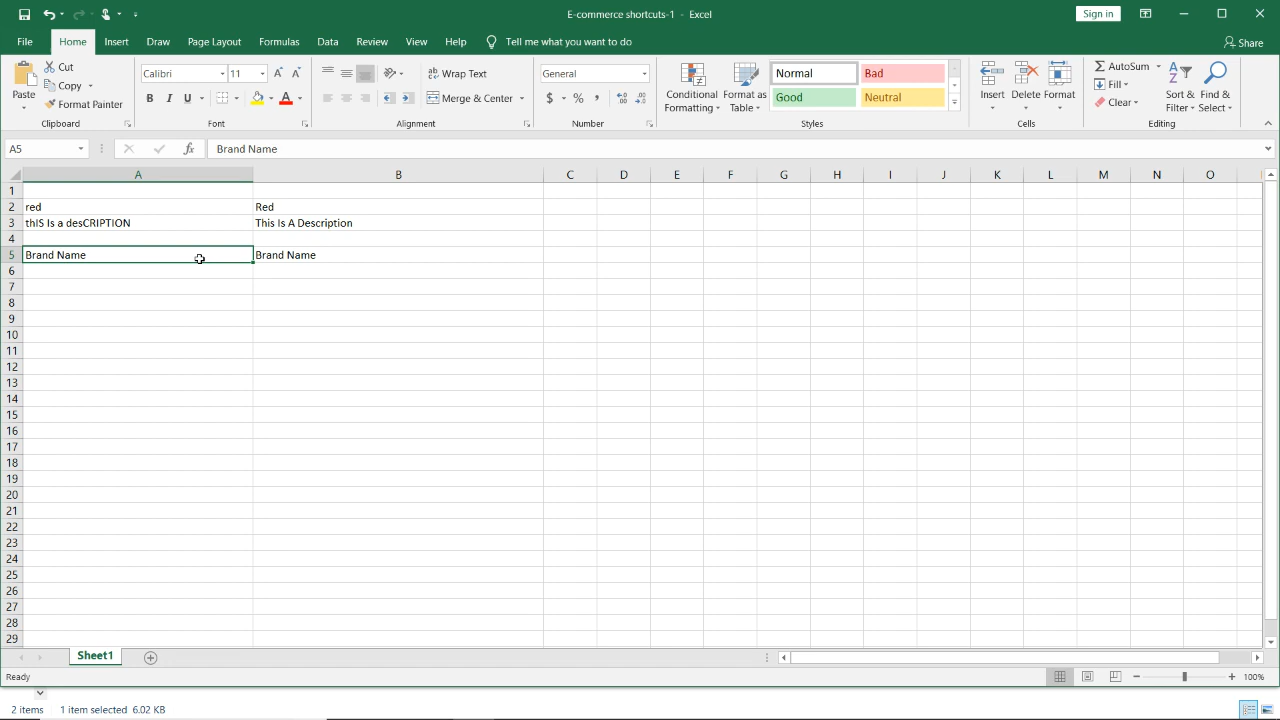 E-commerce shortcuts-1 - Excel
Sign in
File Home Insert Draw Page Layout Formulas Data Review View Help Tell me what you want to do Share
Paste
Cut
Copy
Format Painter
Clipboard
Calibri 11
B I U
A
Font
ab
Wrap Text
Merge & Center
Alignment
General
$ % ,
Number
Conditional Formatting
Format as Table
Normal Bad
Good Neutral
Styles
Insert Delete Format
Cells
AutoSum
Fill
Clear
Sort & Filter
Find & Select
Editing
A5 fx Brand Name
A B C D E F G H I J K L M N O
1
2 red Red
3 thIS Is a desCRIPTION This Is A Description
4
5 Brand Name Brand Name
6
7
8
9
10
11
12
13
14
15
16
17
18
19
20
21
22
23
24
25
26
27
28
29
Sheet1
Ready 100%
2 items 1 item selected 6.02 KB